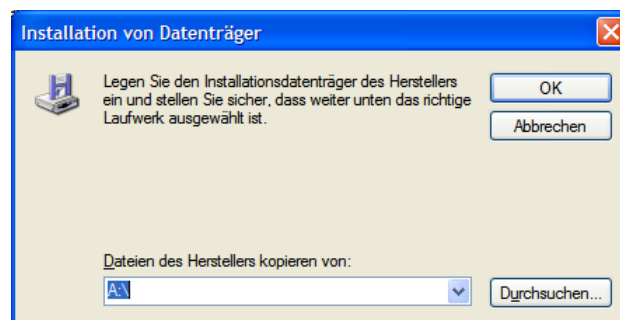 Installation von Datenträger
Legen Sie den Installationsdatenträger des Herstellers
ein und stellen Sie sicher, dass weiter unten das richtige
Laufwerk ausgewählt ist.
OK
Abbrechen
Dateien des Herstellers kopieren von:
A:\
Durchsuchen...